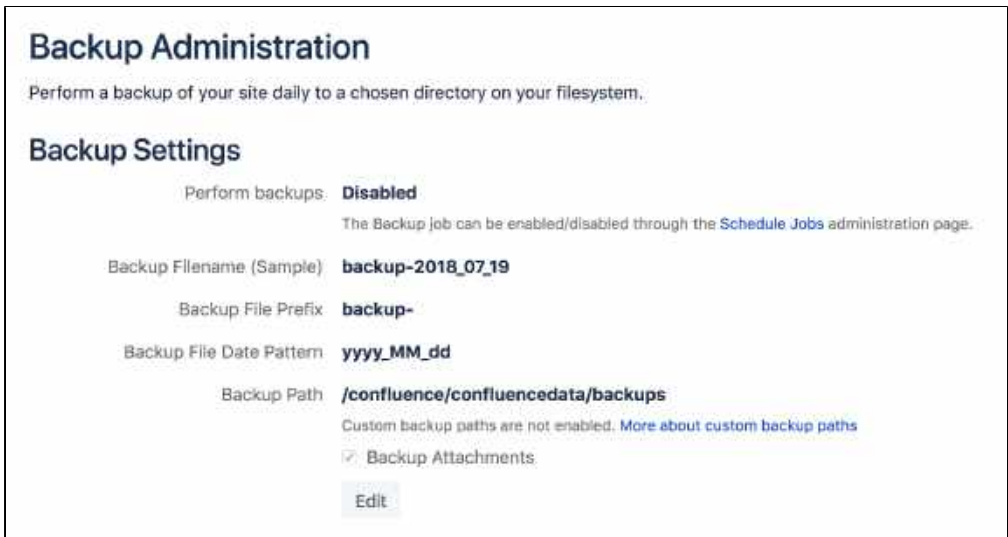 Backup Administration
Perform a backup of your site daily to a chosen directory on your filesystem.
Backup Settings
Perform backups Disabled
The Backup job can be enabled/disabled through the Schedule Jobs administration page.
Backup Filename (Sample) backup-2018_07_19
Backup File Prefix backup-
Backup File Date Pattern yyyy_MM_dd
Backup Path /confluence/confluencedata/backups
Custom backup paths are not enabled. More about custom backup paths
Backup Attachments
Edit